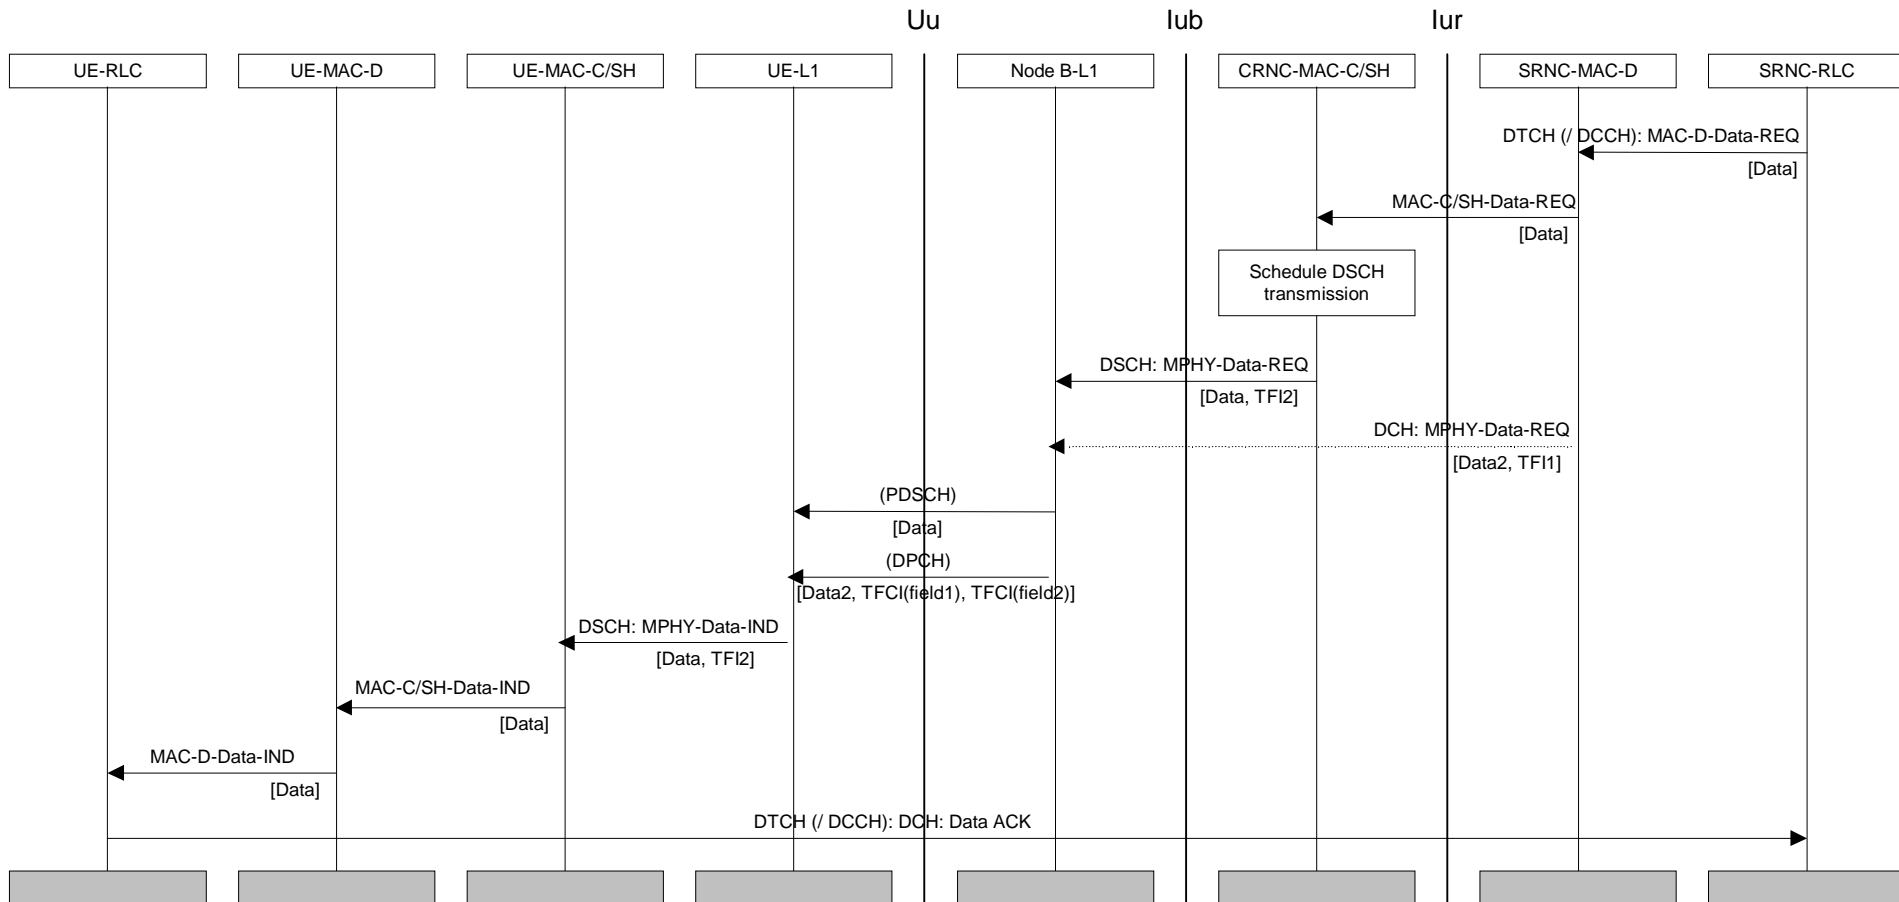 Uu
Iub
Iur
UE-RLC
UE-MAC-D
UE-MAC-C/SH
UE-L1
Node B-L1
CRNC-MAC-C/SH
SRNC-MAC-D
SRNC-RLC
DTCH (/ DCCH): MAC-D-Data-REQ
[Data]
MAC-C/SH-Data-REQ
[Data]
Schedule DSCH
transmission
DSCH: MPHY-Data-REQ
[Data, TFI2]
DCH: MPHY-Data-REQ
[Data2, TFI1]
(PDSCH)
[Data]
(DPCH)
[Data2, TFCI(field1), TFCI(field2)]
DSCH: MPHY-Data-IND
[Data, TFI2]
MAC-C/SH-Data-IND
[Data]
MAC-D-Data-IND
[Data]
DTCH (/ DCCH): DCH: Data ACK